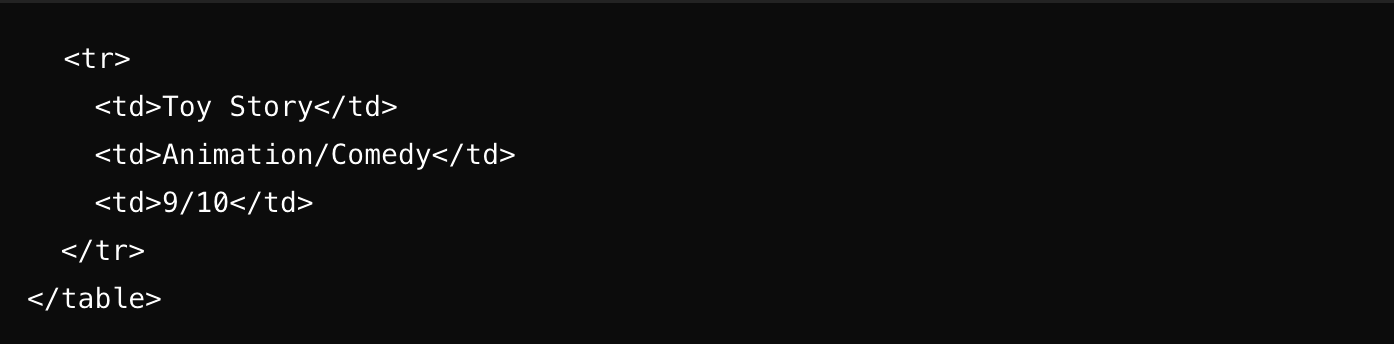 <tr>
<td>Toy Story</td>
<td>Animation/Comedy</td>
<td>9/10</td>
</tr>
</table>